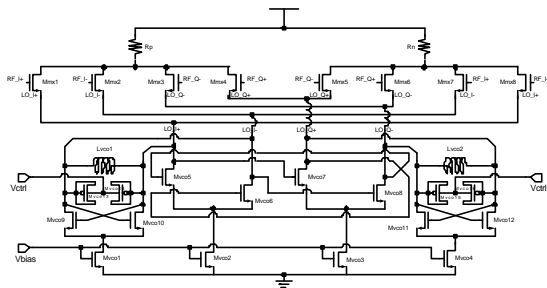 Rp
Rn
RF_I+
Mmx1
RF_I-
Mmx2
Mmx3
RF_Q-
Mmx4
RF_Q+
RF_Q-
Mmx5
RF_Q+
Mmx6
Mmx7
RF_I+
Mmx8
RF_I-
LO_I+
LO_I-
LO_Q-
LO_Q+
LO_Q+
LO_Q-
LO_I-
LO_I+
LO_I+
LO_I-
LO_Q+
LO_Q-
Lvco1
Lvco2
Vctrl
Vctrl
Mvco5
Mvco6
Mvco7
Mvco8
Mvco9
Mvco10
Mvco11
Mvco12
Vbias
Mvco1
Mvco2
Mvco3
Mvco4